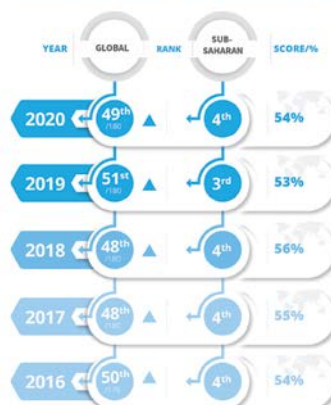 YEAR GLOBAL RANK SUB-SAHARAN SCORE/%
2020 49th /180 4th 54%
2019 51st /180 3rd 53%
2018 48th /180 4th 56%
2017 48th /180 4th 55%
2016 50th 4th 54%